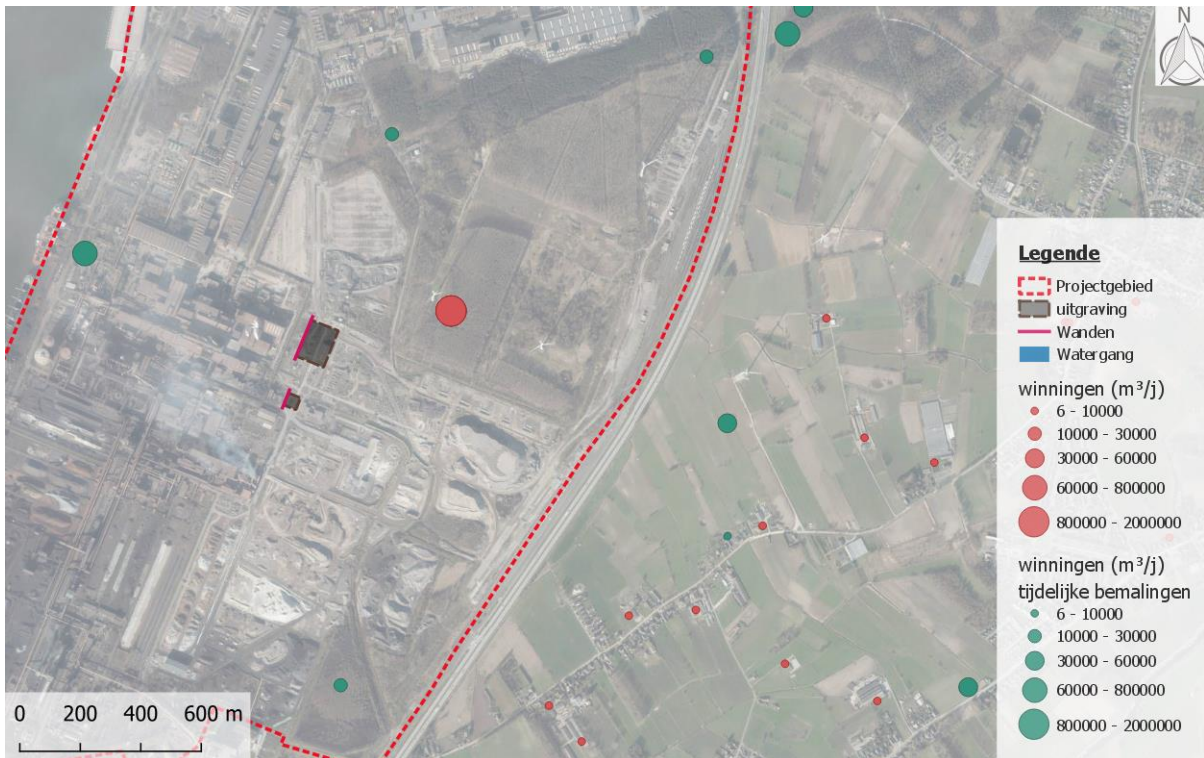 N
Legende
Projectgebied
uitgraving
Wanden
Watergang
winningen (m³/j)
6 - 10000
10000 - 30000
30000 - 60000
60000 - 800000
800000 - 2000000
winningen (m³/j)
tijdelijke bemalingen
6 - 10000
10000 - 30000
30000 - 60000
60000 - 800000
800000 - 2000000
0 200 400 600 m